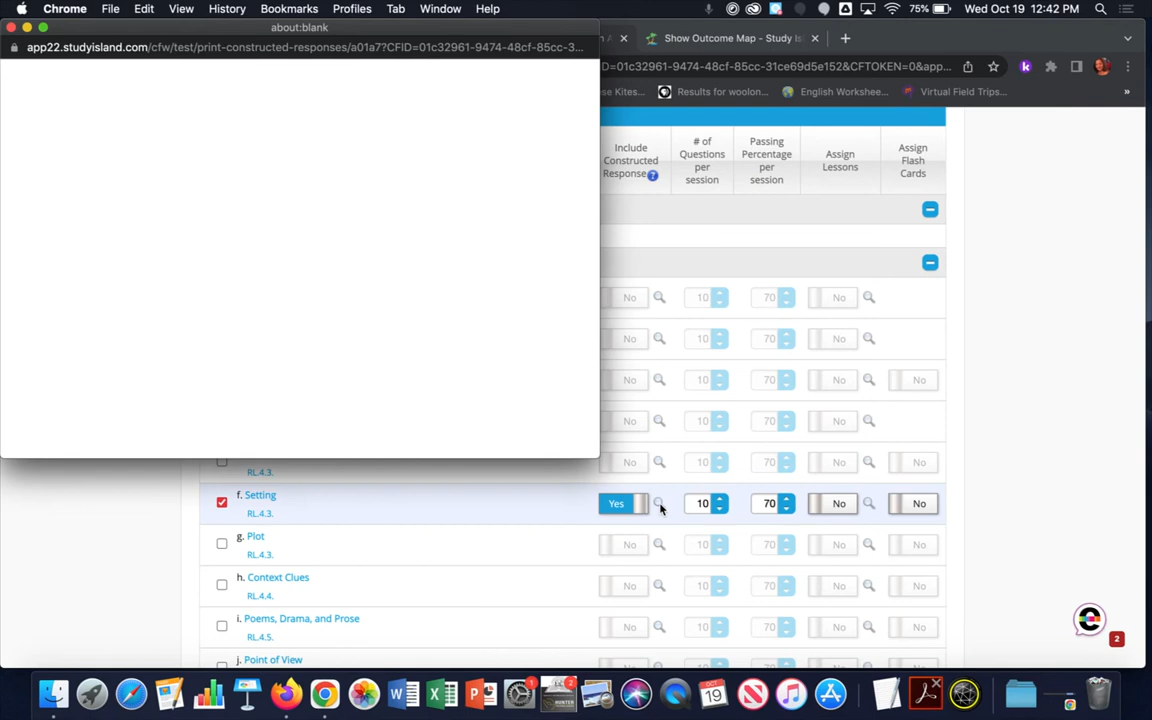 Chrome File Edit View History Bookmarks Profiles Tab Window Help 75% Wed Oct 19 12:42 PM
about:blank
app22.studyisland.com/cfw/test/print-constructed-responses/a01a7?CFID=01c32961-9474-48cf-85cc-3...
Show Outcome Map - Study Is
D=01c32961-9474-48cf-85cc-31ce69d5e152&CFTOKEN=0&app...
se Kites... Results for woolon... English Workshee... Virtual Field Trips... »
Include Constructed Response ?
# of Questions per session
Passing Percentage per session
Assign Lessons
Assign Flash Cards
No 10 70 No
No 10 70 No
No 10 70 No No
No 10 70 No
No 10 70 No No
RL.4.3.
f. Setting Yes 10 70 No No
RL.4.3.
g. Plot No 10 70 No No
RL.4.3.
h. Context Clues No 10 70 No No
RL.4.4.
i. Poems, Drama, and Prose No 10 70 No No
RL.4.5.
j. Point of View
2
OCT
19